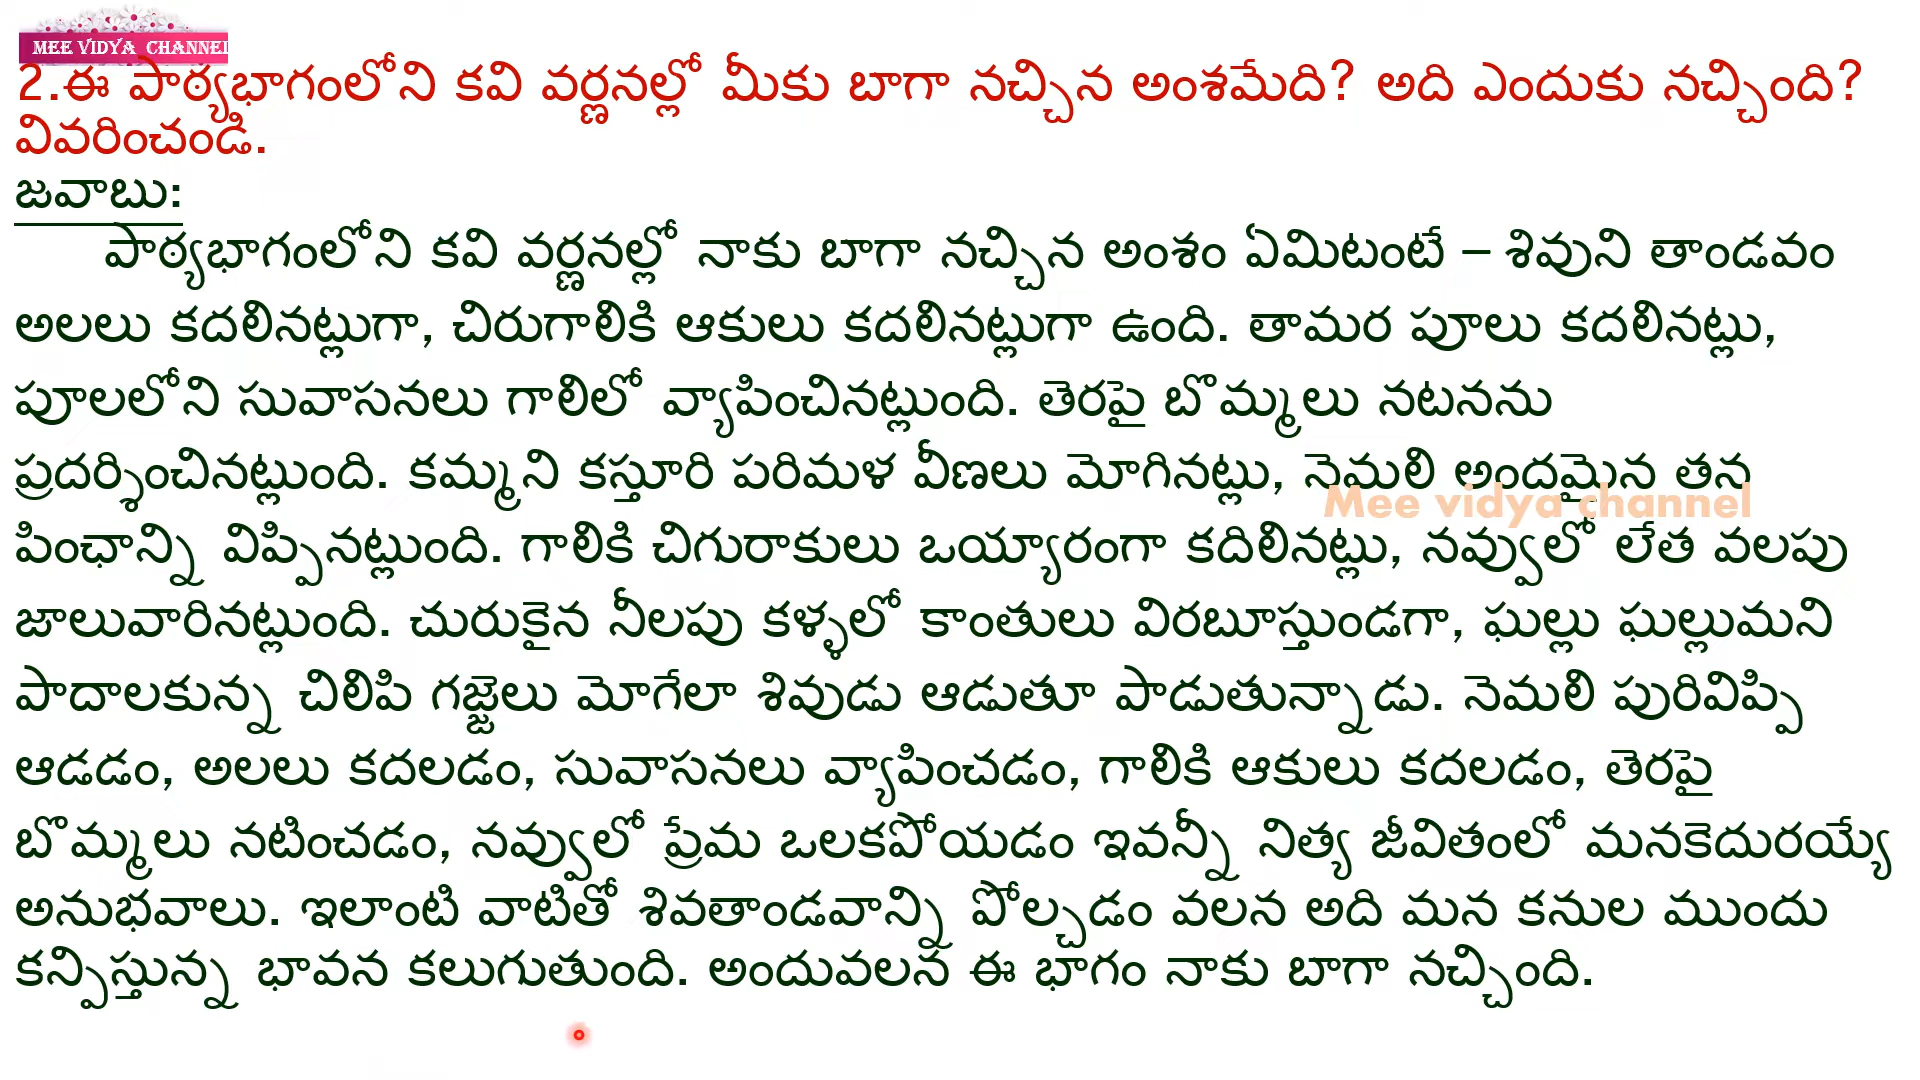 MEE VIDYA CHANNEL
2.ఈ పాఠ్యభాగంలోని కవి వర్ణనల్లో మీకు బాగా నచ్చిన అంశమేది? అది ఎందుకు నచ్చింది?
వివరించండి.
జవాబు:
పాఠ్యభాగంలోని కవి వర్ణనల్లో నాకు బాగా నచ్చిన అంశం ఏమిటంటే – శివుని తాండవం
అలలు కదలినట్లుగా, చిరుగాలికి ఆకులు కదలినట్లుగా ఉంది. తామర పూలు కదలినట్లు,
పూలలోని సువాసనలు గాలిలో వ్యాపించినట్లుంది. తెరపై బొమ్మలు నటనను
ప్రదర్శించినట్లుంది. కమ్మని కస్తూరి పరిమళ వీణలు మోగినట్లు, నెమలి అందమైన తన
Mee vidya channel
పింఛాన్ని విప్పినట్లుంది. గాలికి చిగురాకులు ఒయ్యారంగా కదిలినట్లు, నవ్వులో లేత వలపు
జాలువారినట్లుంది. చురుకైన నీలపు కళ్ళలో కాంతులు విరబూస్తుండగా, ఘల్లు ఘల్లుమని
పాదాలకున్న చిలిపి గజ్జెలు మోగేలా శివుడు ఆడుతూ పాడుతున్నాడు. నెమలి పురివిప్పి
ఆడడం, అలలు కదలడం, సువాసనలు వ్యాపించడం, గాలికి ఆకులు కదలడం, తెరపై
బొమ్మలు నటించడం, నవ్వులో ప్రేమ ఒలకపోయడం ఇవన్నీ నిత్య జీవితంలో మనకెదురయ్యే
అనుభవాలు. ఇలాంటి వాటితో శివతాండవాన్ని పోల్చడం వలన అది మన కనుల ముందు
కన్పిస్తున్న భావన కలుగుతుంది. అందువలన ఈ భాగం నాకు బాగా నచ్చింది.